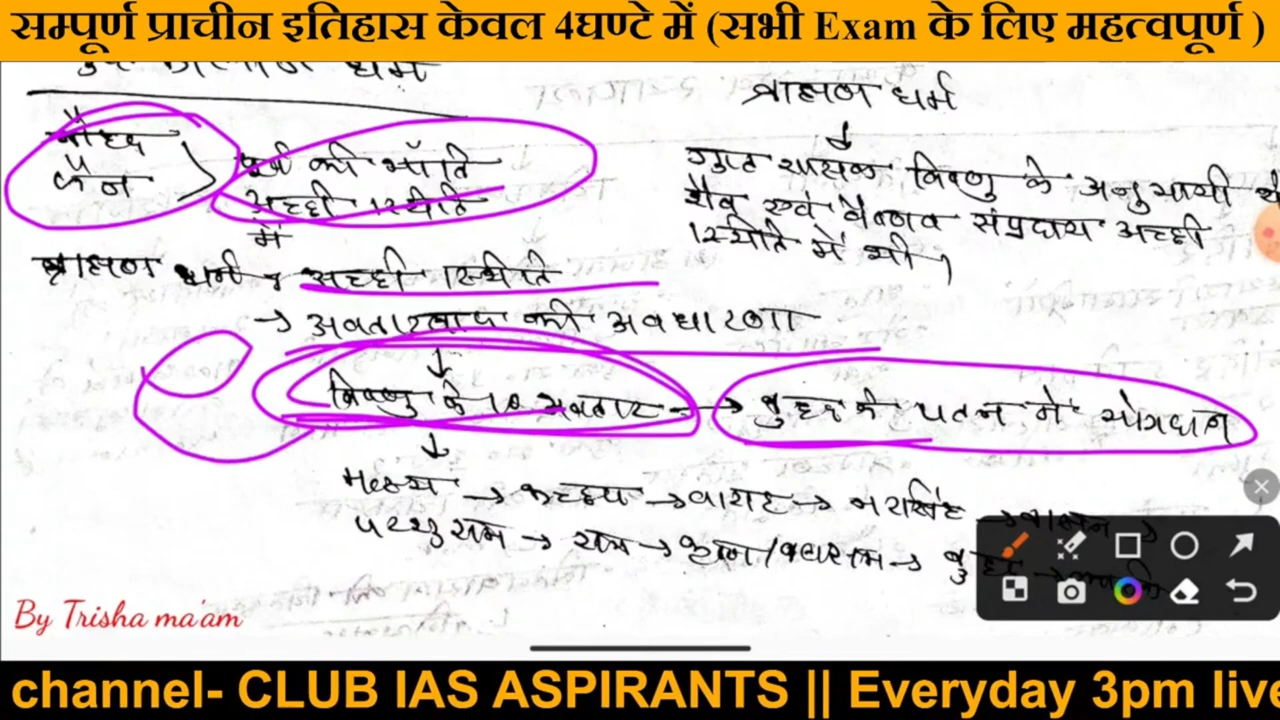 सम्पूर्ण प्राचीन इतिहास केवल 4घण्टे में (सभी Exam के लिए महत्वपूर्ण )
धर्म
ब्राह्मण धर्म
बौद्ध
जैन
पूर्व की भाँति
अच्छी स्थिति
में
गुप्त शासक विष्णु के अनुयायी थे
शैव एवं वैष्णव संप्रदाय अच्छी
स्थिति में थी।
ब्राह्मण धर्म अच्छी स्थिति
→ अवतारवाद की अवधारणा
↓
विष्णु के 10 अवतार → बुद्ध के पतन में योगदान
↓
मत्स्य → कच्छप → वाराह → नरसिंह → वामन →
परशुराम → राम → कृष्ण/बलराम → बुद्ध →
By Trisha ma'am
channel- CLUB IAS ASPIRANTS || Everyday 3pm live